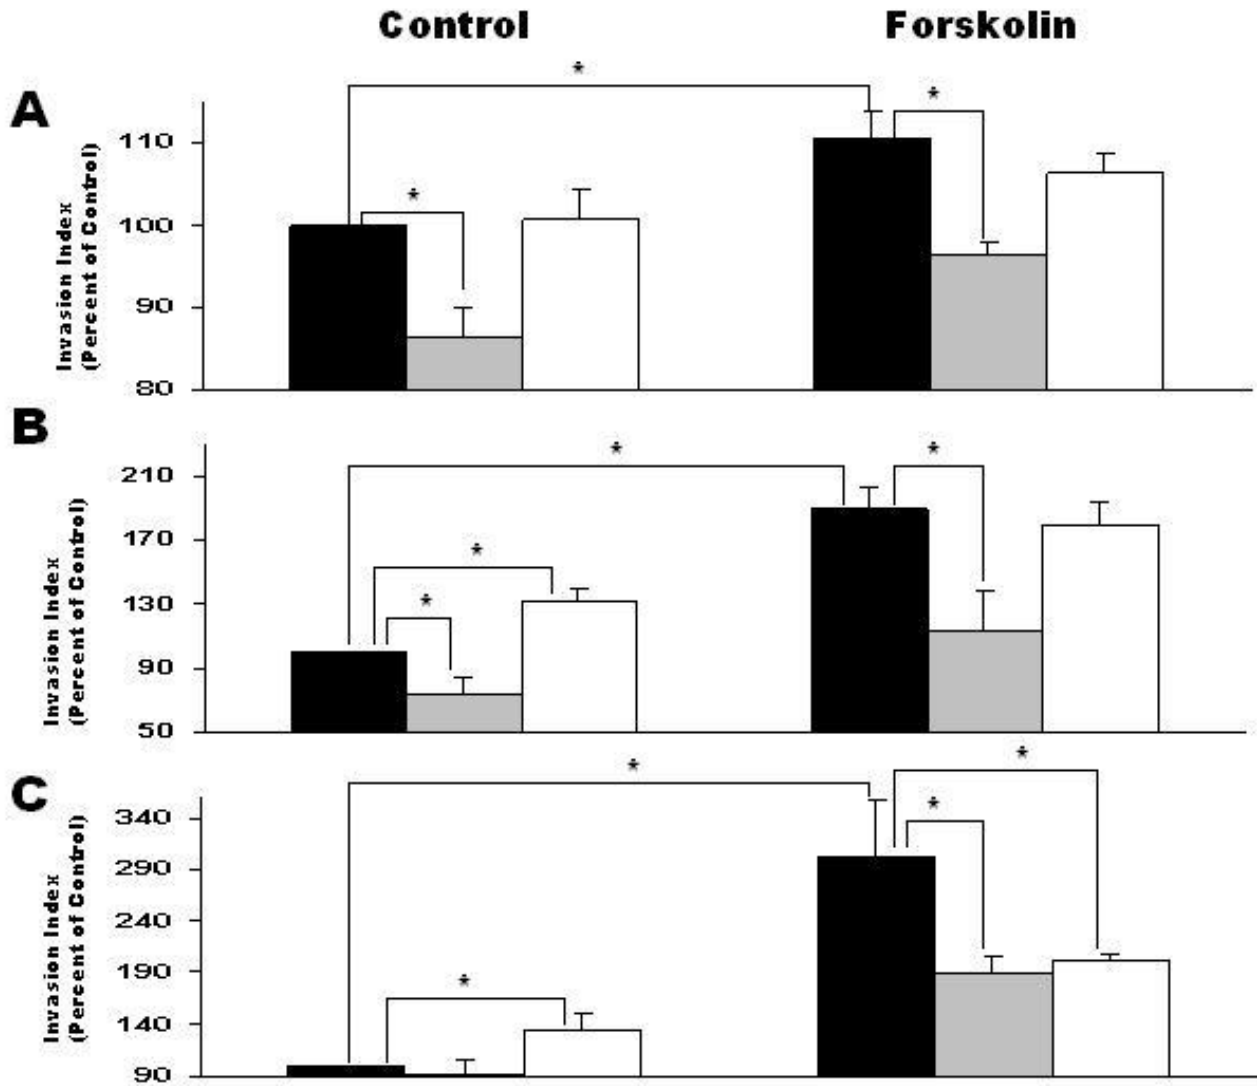 Control Forskolin
A
*
*
*
*
Invasion Index
(Percent of Control)
110
100
90
80
B
*
*
*
*
Invasion Index
(Percent of Control)
210
170
130
90
50
C
*
*
*
*
Invasion Index
(Percent of Control)
340
290
240
190
140
90